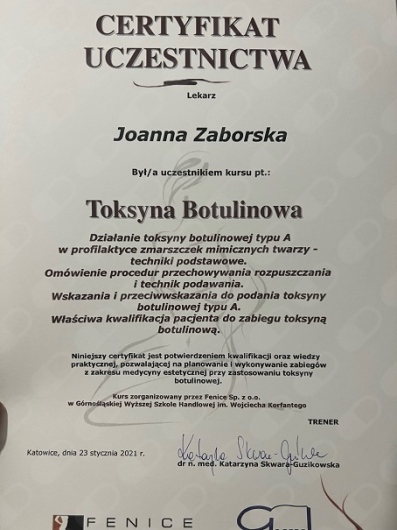 CERTYFIKAT
UCZESTNICTWA
Lekarz
Joanna Zaborska
Był/a uczestnikiem kursu pt.:
Toksyna Botulinowa
Działanie toksyny botulinowej typu A
w profilaktyce zmarszczek mimicznych twarzy -
techniki podstawowe.
Omówienie procedur przechowywania rozpuszczania
i technik podawania.
Wskazania i przeciwwskazania do podania toksyny
botulinowej typu A.
Właściwa kwalifikacja pacjenta do zabiegu toksyną
botulinową.
Niniejszy certyfikat jest potwierdzeniem kwalifikacji oraz wiedzy
praktycznej, pozwalającej na planowanie i wykonywanie zabiegów
z zakresu medycyny estetycznej przy zastosowaniu toksyny
botulinowej.
Kurs zorganizowany przez Fenice Sp. z o.o.
w Górnośląskiej Wyższej Szkole Handlowej im. Wojciecha Korfantego
TRENER
Katowice, dnia 23 stycznia 2021 r.
dr n. med. Katarzyna Skwara-Guzikowska
FENICE